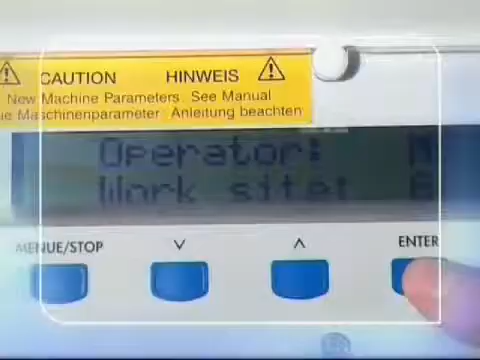 CAUTION HINWEIS
New Machine Parameters See Manual
Maschinenparameter Anleitung beachten
Operator:
Work site:
MENUE/STOP ENTER